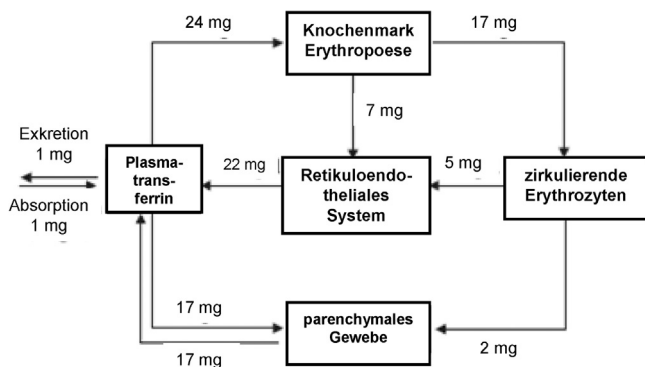 24 mg
Knochenmark
Erythropoese
17 mg
7 mg
Exkretion
1 mg
Plasma-
trans-
ferrin
22 mg
Retikuloendo-
theliales
System
5 mg
zirkulierende
Erythrozyten
Absorption
1 mg
17 mg
parenchymales
Gewebe
2 mg
17 mg